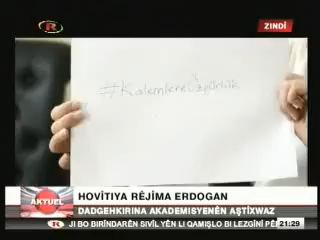 R
ZINDÎ
#KalemlereÖzgürlük
HOVÎTIYA RÊJÎMA ERDOGAN
AKTUEL
DADGEHKIRINA AKADEMISYENÊN AŞTÎXWAZ
R JI BO BIRÎNDARÊN SIVÎL YÊN LI QAMIŞLO BI LEZGÎNÎ PÊ 21:29